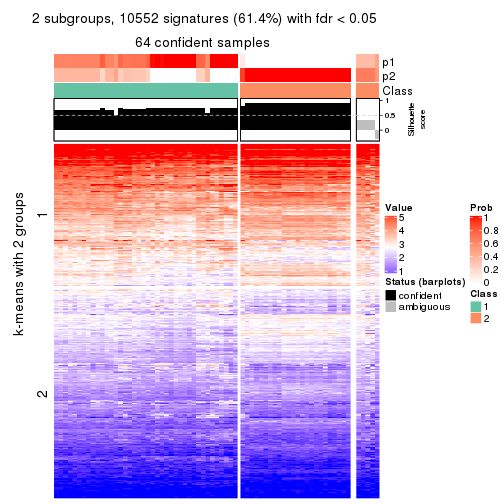 2 subgroups, 10552 signatures (61.4%) with fdr < 0.05
64 confident samples
p1
p2
Class
1
0.5
0
Silhouette
score
k-means with 2 groups
1
2
Value
5
4
3
2
1
Prob
1
0.8
0.6
0.4
0.2
0
Status (barplots)
confident
ambiguous
Class
1
2